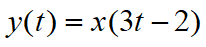 y(t) = x(3t − 2)